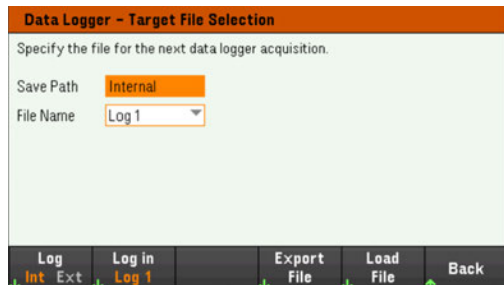 Data Logger - Target File Selection
Specify the file for the next data logger acquisition.
Save Path Internal
File Name Log 1
Log Log in Export Load
Int Ext Log 1 File File Back